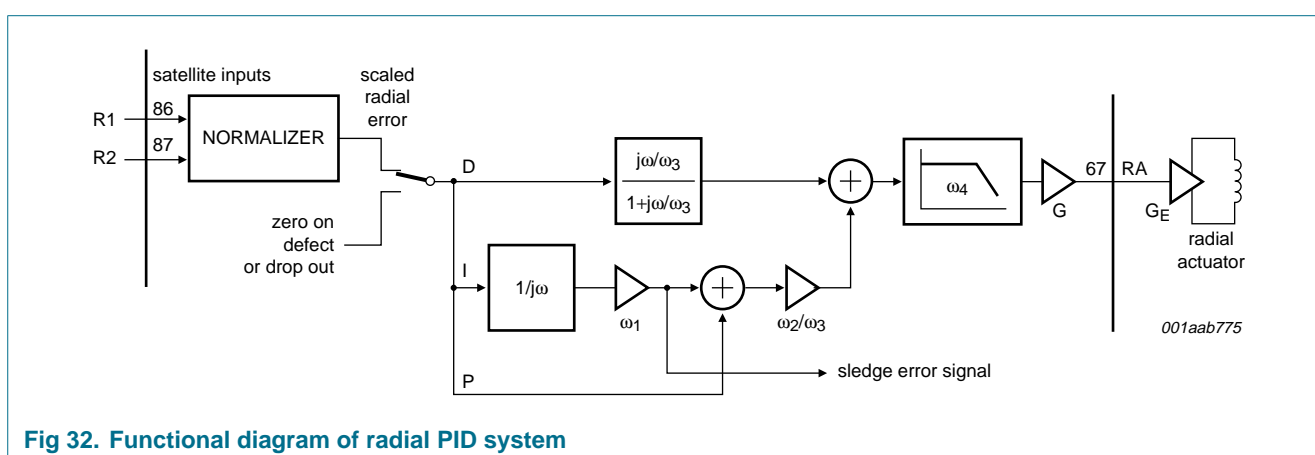 satellite inputs
scaled
radial
error
R1
86
R2
87
NORMALIZER
zero on
defect
or drop out
D
jω/ω3
1+jω/ω3
+
ω4
G
67
RA
GE
radial
actuator
I
1/jω
ω1
+
ω2/ω3
P
sledge error signal
001aab775
Fig 32. Functional diagram of radial PID system